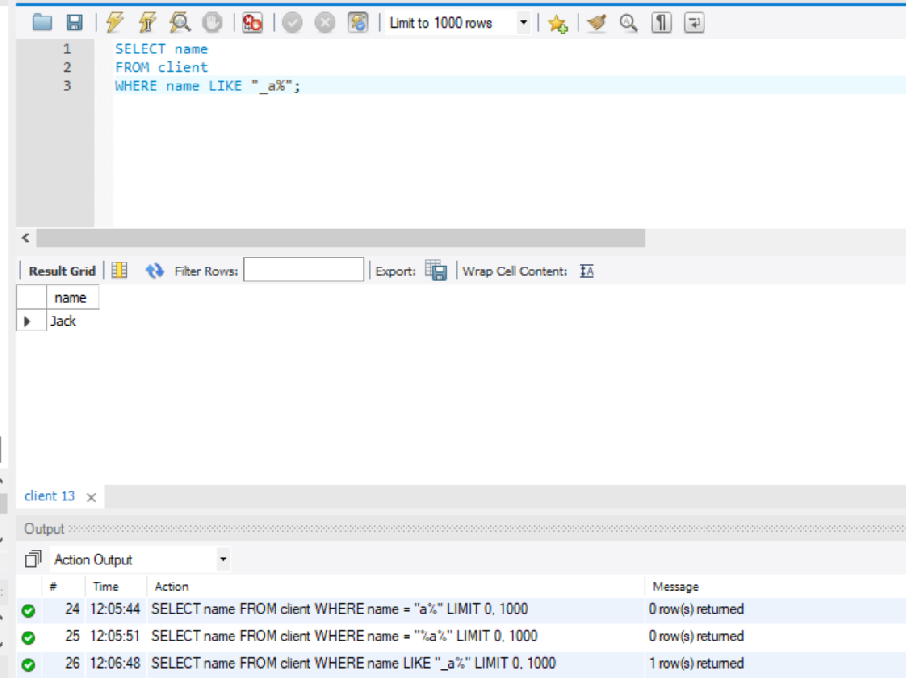 Limit to 1000 rows
1 SELECT name
2 FROM client
3 WHERE name LIKE "_a%";
Result Grid Filter Rows: Export: Wrap Cell Content: IA
name
Jack
client 13 ×
Output
Action Output
# Time Action Message
24 12:05:44 SELECT name FROM client WHERE name = "a%" LIMIT 0, 1000 0 row(s) returned
25 12:05:51 SELECT name FROM client WHERE name = "%a%" LIMIT 0, 1000 0 row(s) returned
26 12:06:48 SELECT name FROM client WHERE name LIKE "_a%" LIMIT 0, 1000 1 row(s) returned